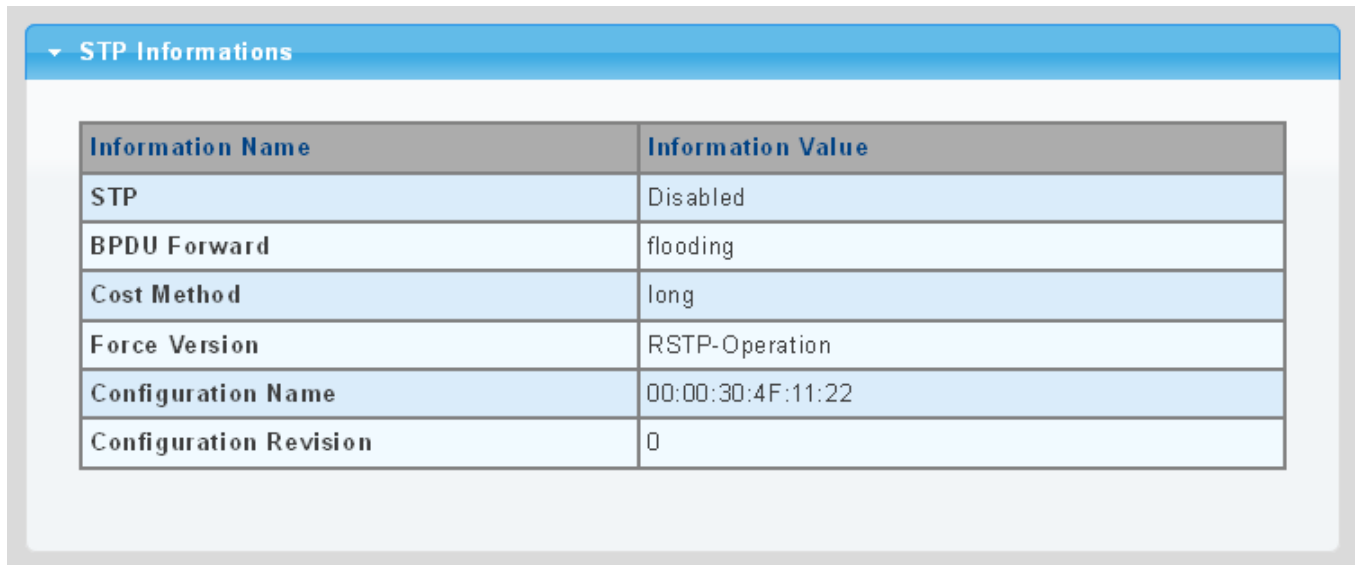 STP Informations
Information Name Information Value
STP Disabled
BPDU Forward flooding
Cost Method long
Force Version RSTP-Operation
Configuration Name 00:00:30:4F:11:22
Configuration Revision 0